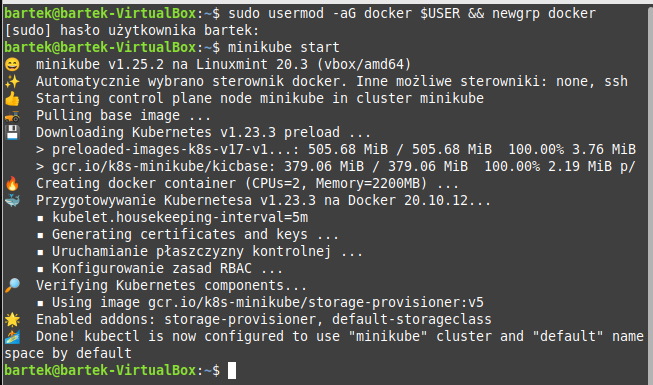 bartek@bartek-VirtualBox:~$ sudo usermod -aG docker $USER && newgrp docker
[sudo] hasło użytkownika bartek:
bartek@bartek-VirtualBox:~$ minikube start
😄  minikube v1.25.2 na Linuxmint 20.3 (vbox/amd64)
✨  Automatycznie wybrano sterownik docker. Inne możliwe sterowniki: none, ssh
👍  Starting control plane node minikube in cluster minikube
🚜  Pulling base image ...
💾  Downloading Kubernetes v1.23.3 preload ...
    > preloaded-images-k8s-v17-v1...: 505.68 MiB / 505.68 MiB  100.00% 3.76 MiB
    > gcr.io/k8s-minikube/kicbase: 379.06 MiB / 379.06 MiB  100.00% 2.19 MiB p/
🔥  Creating docker container (CPUs=2, Memory=2200MB) ...
🐳  Przygotowywanie Kubernetesa v1.23.3 na Docker 20.10.12...
    ▪ kubelet.housekeeping-interval=5m
    ▪ Generating certificates and keys ...
    ▪ Uruchamianie płaszczyzny kontrolnej ...
    ▪ Konfigurowanie zasad RBAC ...
🔎  Verifying Kubernetes components...
    ▪ Using image gcr.io/k8s-minikube/storage-provisioner:v5
🌟  Enabled addons: storage-provisioner, default-storageclass
🏄  Done! kubectl is now configured to use "minikube" cluster and "default" name
space by default
bartek@bartek-VirtualBox:~$